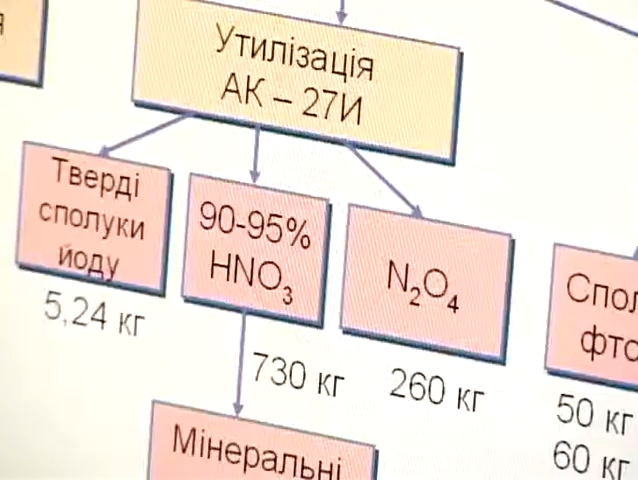 Утилізація
АК – 27И
Тверді
сполуки
йоду
90-95%
HNO₃
N₂O₄
5,24 кг
730 кг
260 кг
50 кг
60 кг
Мінеральні